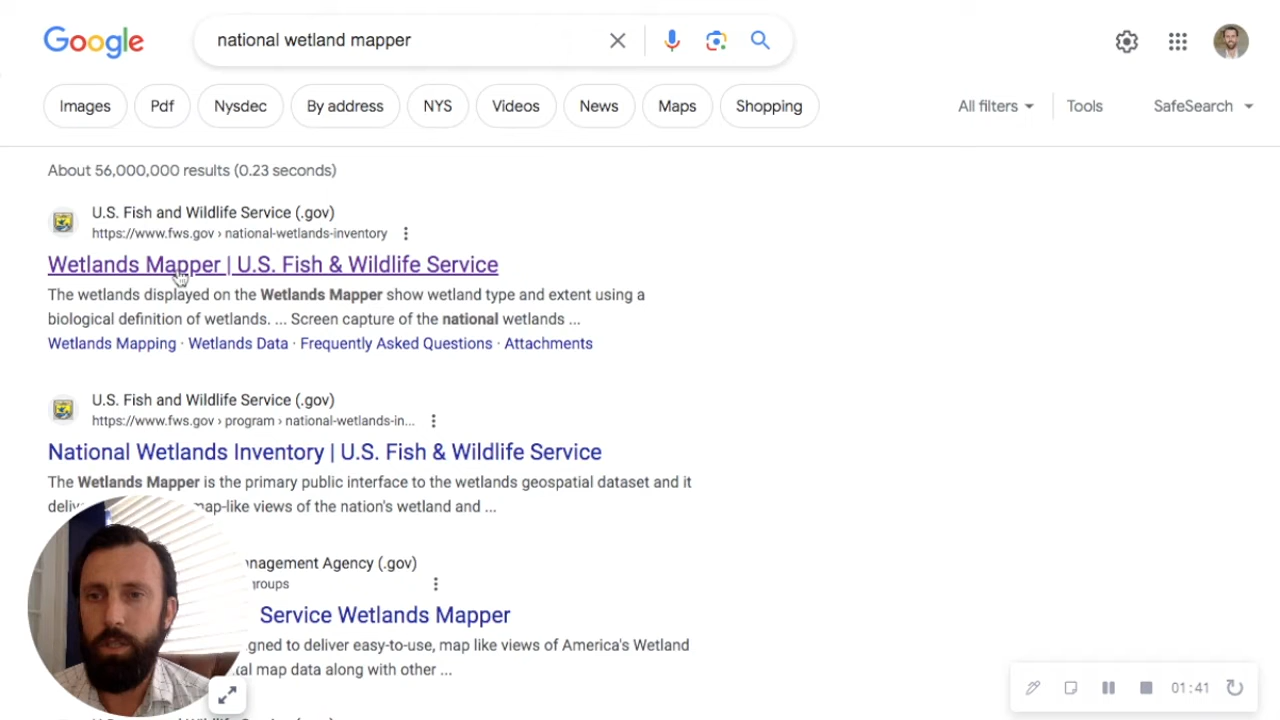 Google
national wetland mapper
Images
Pdf
Nysdec
By address
NYS
Videos
News
Maps
Shopping
All filters
Tools
SafeSearch
About 56,000,000 results (0.23 seconds)
U.S. Fish and Wildlife Service (.gov)
https://www.fws.gov › national-wetlands-inventory
Wetlands Mapper | U.S. Fish & Wildlife Service
The wetlands displayed on the Wetlands Mapper show wetland type and extent using a
biological definition of wetlands. ... Screen capture of the national wetlands ...
Wetlands Mapping · Wetlands Data · Frequently Asked Questions · Attachments
U.S. Fish and Wildlife Service (.gov)
https://www.fws.gov › program › national-wetlands-in...
National Wetlands Inventory | U.S. Fish & Wildlife Service
The Wetlands Mapper is the primary public interface to the wetlands geospatial dataset and it
map-like views of the nation's wetland and ...
Agency (.gov)
Service Wetlands Mapper
to deliver easy-to-use, map like views of America's Wetland
map data along with other ...
01:41